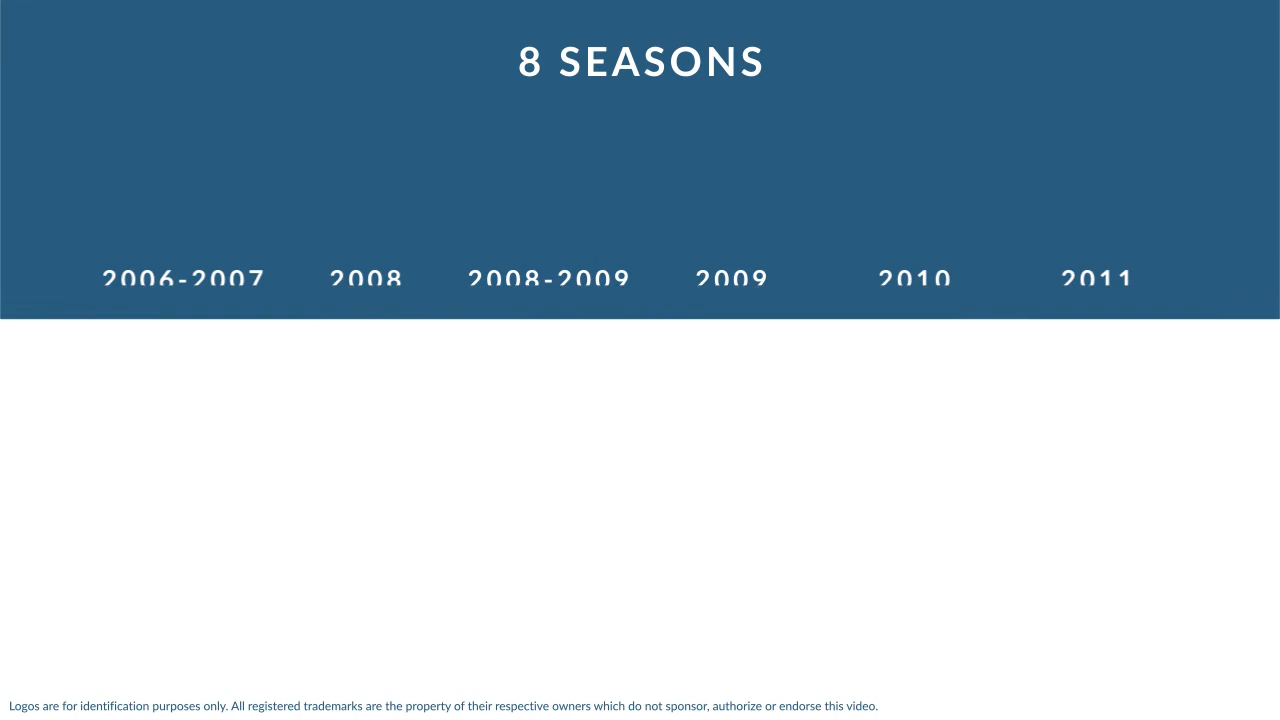 8 SEASONS
2006-2007 2008 2008-2009 2009 2010 2011
Logos are for identification purposes only. All registered trademarks are the property of their respective owners which do not sponsor, authorize or endorse this video.